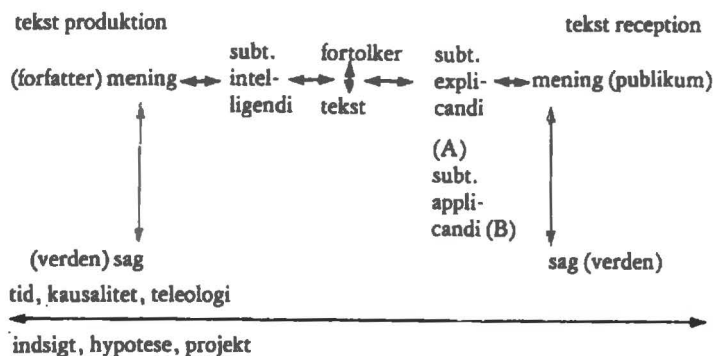 tekst produktion
tekst reception
subt. fortolker subt.
(forfatter) mening intel- expli- mening (publikum)
ligendi tekst candi
(A)
subt.
appli-
candi (B)
(verden) sag
sag (verden)
tid, kausalitet, teleologi
indsigt, hypotese, projekt